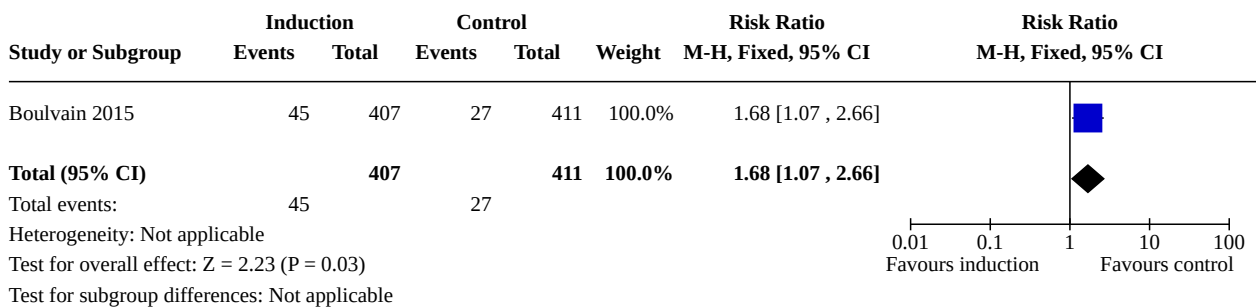 Induction Control Risk Ratio Risk Ratio
Study or Subgroup Events Total Events Total Weight M-H, Fixed, 95% CI M-H, Fixed, 95% CI
Boulvain 2015 45 407 27 411 100.0% 1.68 [1.07 , 2.66]
Total (95% CI) 407 411 100.0% 1.68 [1.07 , 2.66]
Total events: 45 27
Heterogeneity: Not applicable
0.01 0.1 1 10 100
Test for overall effect: Z = 2.23 (P = 0.03) Favours induction Favours control
Test for subgroup differences: Not applicable